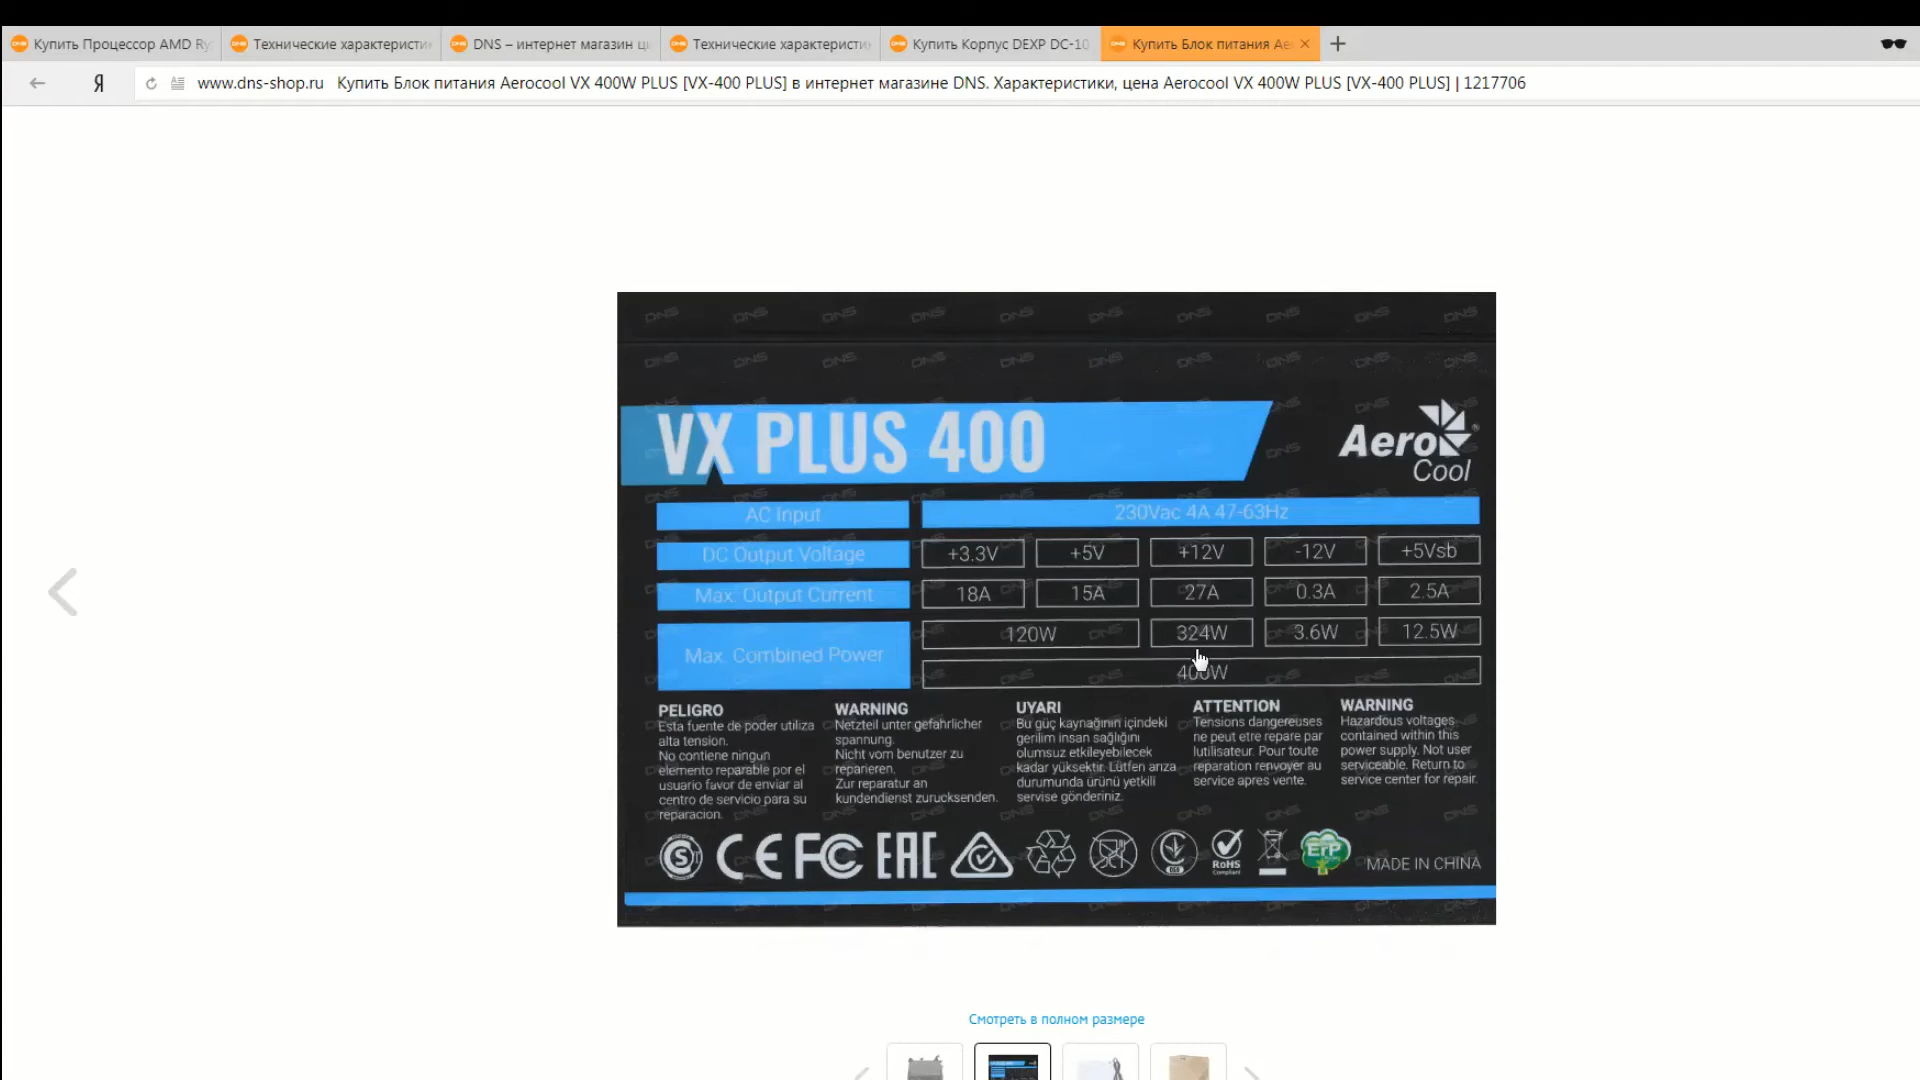 Купить Процессор AMD Ry
Технические характеристи
DNS – интернет магазин ц
Технические характеристи
Купить Корпус DEXP DC-10
Купить Блок питания Ae
www.dns-shop.ru Купить Блок питания Aerocool VX 400W PLUS [VX-400 PLUS] в интернет магазине DNS. Характеристики, цена Aerocool VX 400W PLUS [VX-400 PLUS] | 1217706
VX PLUS 400
Aero
Cool
AC Input 230Vac 4A 47-63Hz
DC Output Voltage +3.3V +5V +12V -12V +5Vsb
Max. Output Current 18A 15A 27A 0.3A 2.5A
Max. Combined Power 120W 324W 3.6W 12.5W
400W
PELIGRO
Esta fuente de poder utiliza
alta tension.
No contiene ningun
elemento reparable por el
usuario favor de enviar al
centro de servicio para su
reparacion.
WARNING
Netzteil unter gefahrlicher
spannung.
Nicht vom benutzer zu
reparieren.
Zur reparatur an
kundendienst zurucksenden.
UYARI
Bu güç kaynağının içindeki
gerilim insan sağlığını
olumsuz etkileyebilecek
kadar yüksektir. Lütfen arıza
durumunda ürünü yetkili
servise gönderiniz.
ATTENTION
Tensions dangereuses
ne peut etre repare par
lutilisateur. Pour toute
reparation renvoyer au
service apres vente.
WARNING
Hazardous voltages
contained within this
power supply. Not user
serviceable. Return to
service center for repair.
CE FC EAC
RoHS
Compliant
ErP
MADE IN CHINA
Смотреть в полном размере